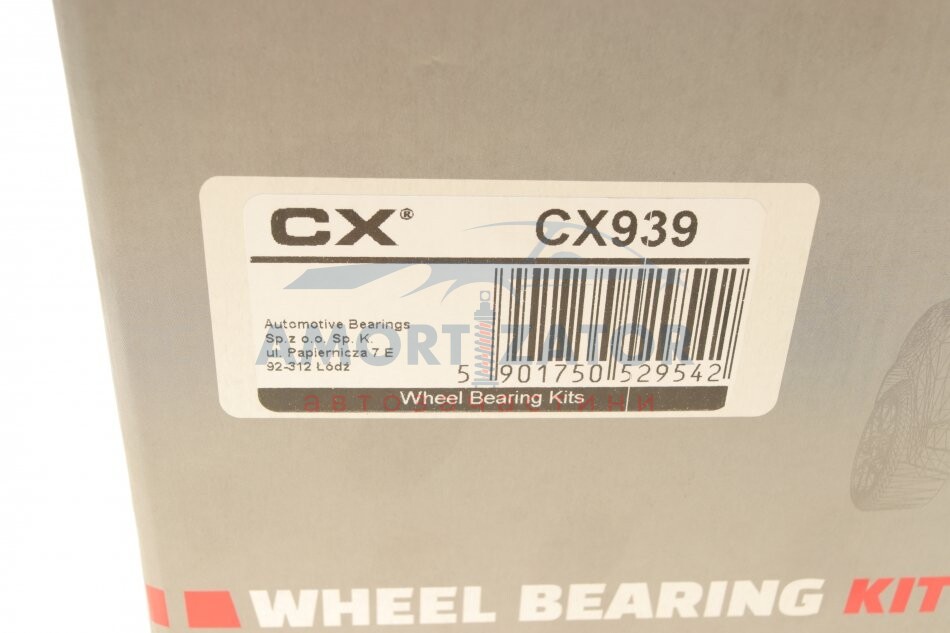 CX® CX939
Automotive Bearings
Sp.z o.o. Sp. K.
ul. Papiernicza 7 E
92-312 Łódź
5 901750 529542
Wheel Bearing Kits
AMORTIZATOR
автозапчастини
WHEEL BEARING KIT